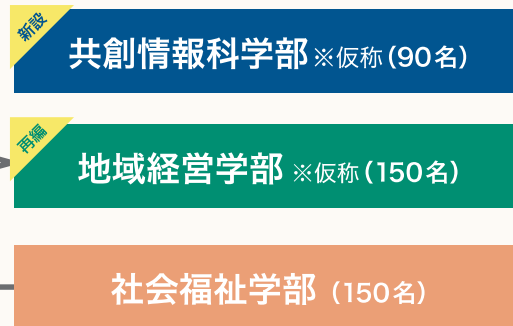 新設
共創情報科学部 ※仮称（90名）
再編
地域経営学部 ※仮称（150名）
社会福祉学部（150名）